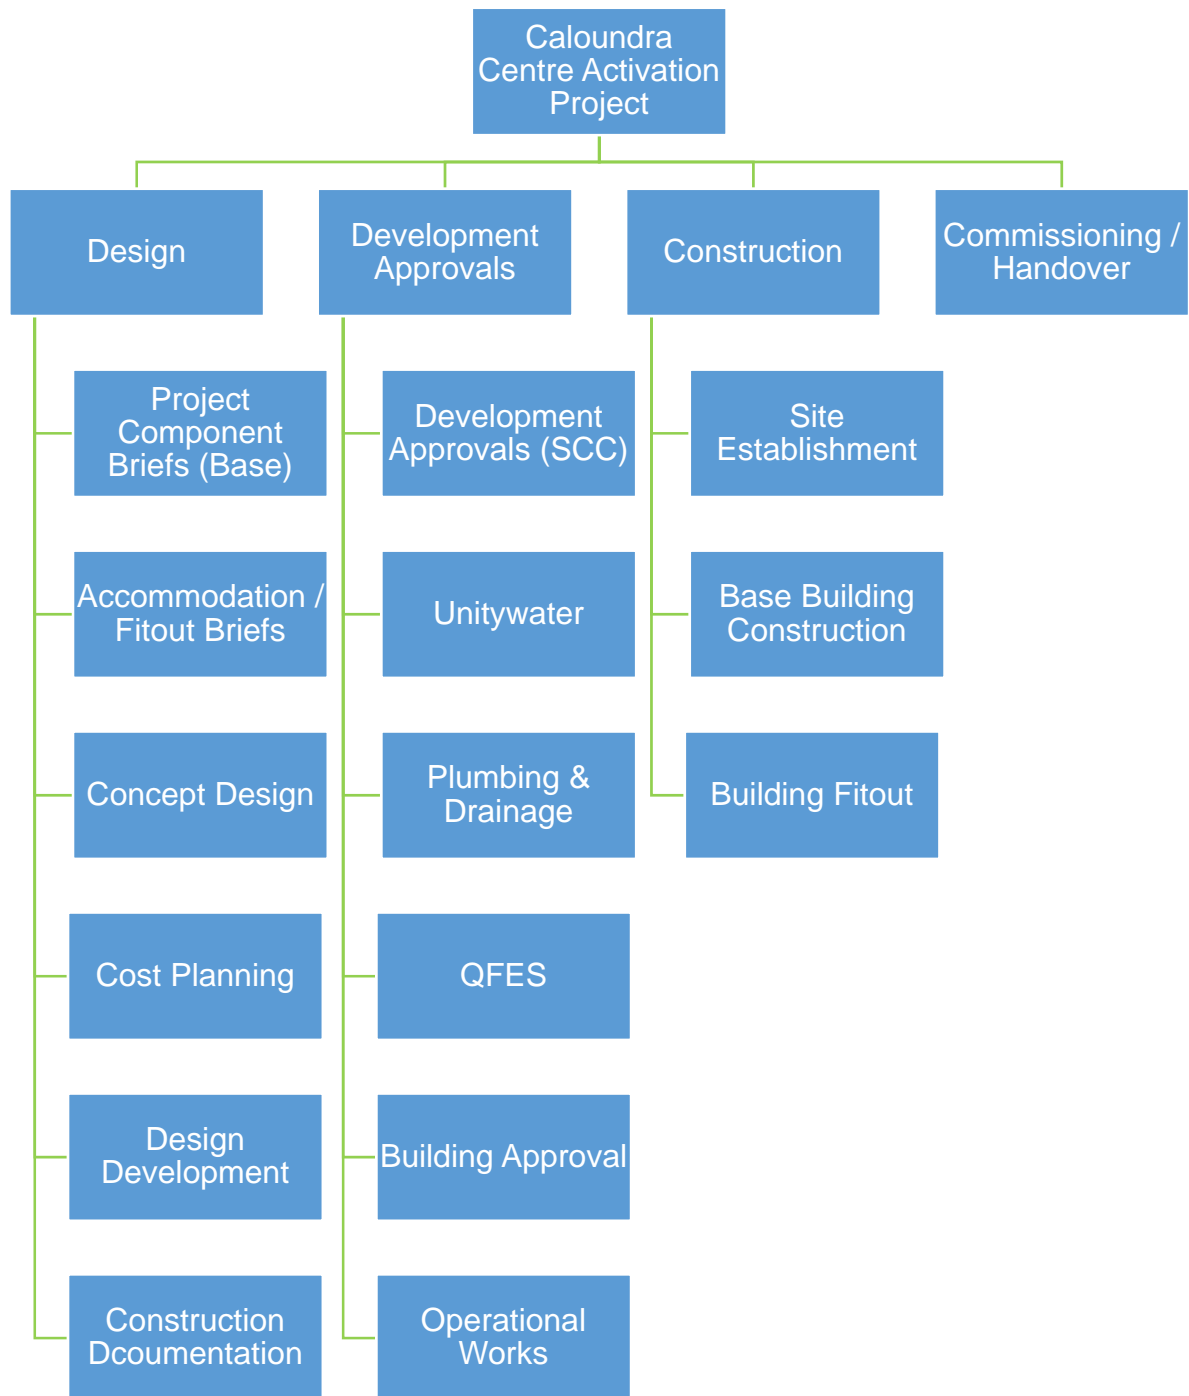 Caloundra
Centre Activation
Project
Design
Development
Approvals
Construction
Commissioning /
Handover
Project
Component
Briefs (Base)
Accommodation /
Fitout Briefs
Concept Design
Cost Planning
Design
Development
Construction
Dcoumentation
Development
Approvals (SCC)
Unitywater
Plumbing &
Drainage
QFES
Building Approval
Operational
Works
Site
Establishment
Base Building
Construction
Building Fitout